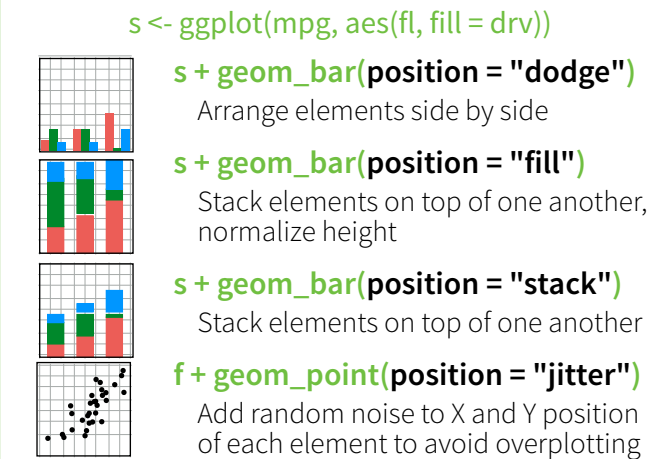 s <- ggplot(mpg, aes(fl, fill = drv))
s + geom_bar(position = "dodge")
Arrange elements side by side
s + geom_bar(position = "fill")
Stack elements on top of one another,
normalize height
s + geom_bar(position = "stack")
Stack elements on top of one another
f + geom_point(position = "jitter")
Add random noise to X and Y position
of each element to avoid overplotting